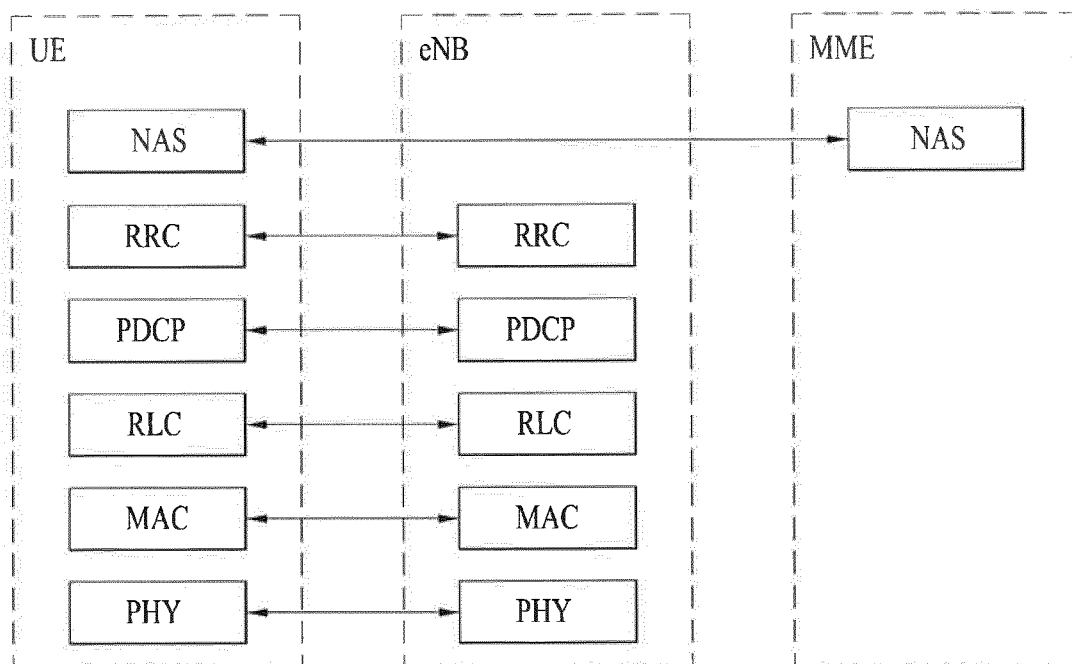 UE
eNB
MME
NAS
NAS
RRC
RRC
PDCP
PDCP
RLC
RLC
MAC
MAC
PHY
PHY